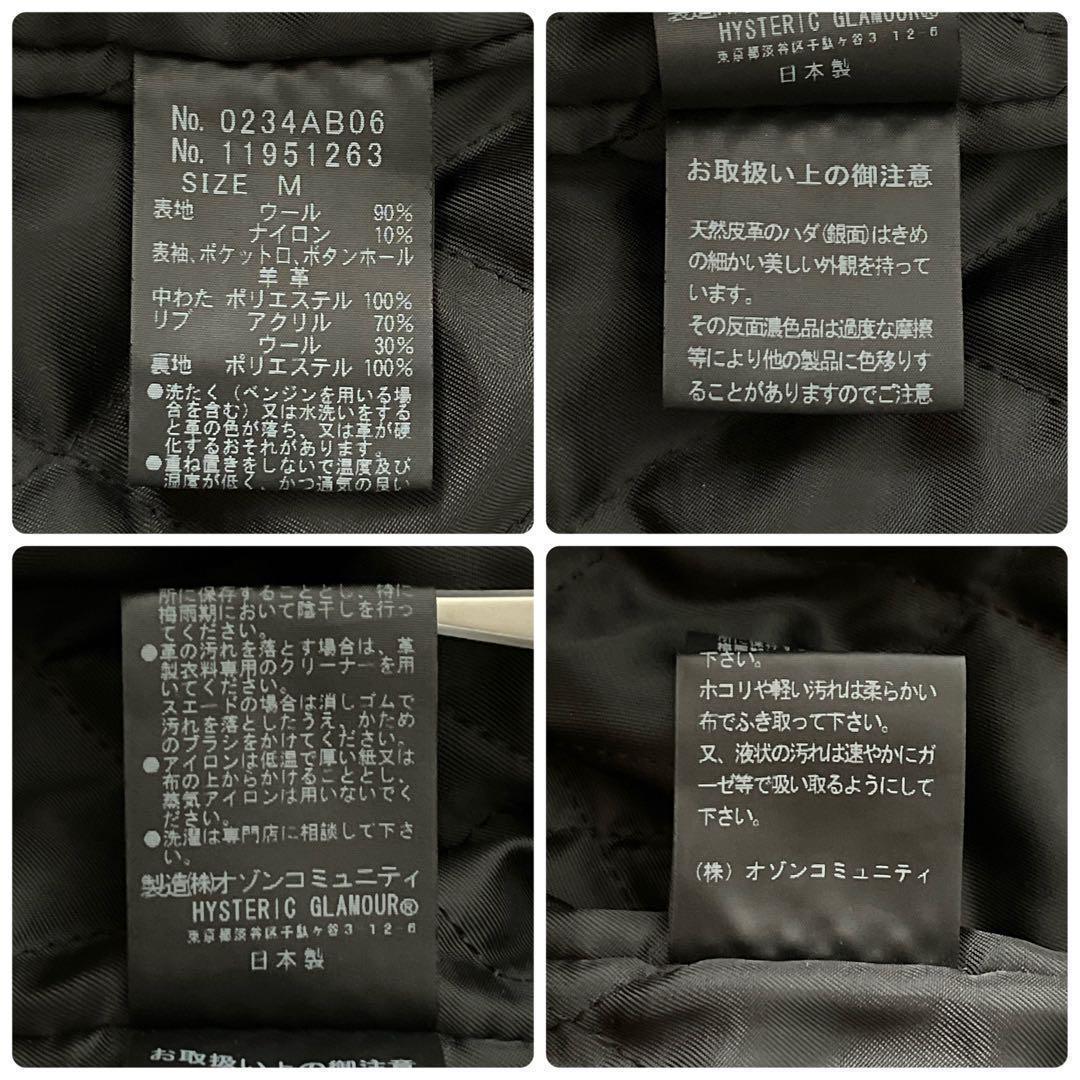 No. 0234AB06
No. 11951263
SIZE M
表地 ウール 90%
ナイロン 10%
表袖、ポケット口、ボタンホール
羊革
中わた ポリエステル 100%
リブ アクリル 70%
ウール 30%
裏地 ポリエステル 100%
●洗たく（ベンジンを用いる場
合を含む）又は水洗いをする
と革の色が落ち、又は革が硬
化するおそれがあります。
●重ね置きをしないで温度及び
湿度が低く、かつ通気の良い
製造
HYSTERIC GLAMOUR®
東京都渋谷区千駄ヶ谷3 12-6
日本製
お取扱い上の御注意
天然皮革のハダ（銀面）はきめ
の細かい美しい外観を持って
います。
その反面濃色品は過度な摩擦
等により他の製品に色移りす
ることがありますのでご注意
所に保存することとし、特に
梅雨期において陰干しを行っ
てください。
●革の汚れを落とす場合は、革
製衣料専用のクリーナーを用
いてください。
スエードの場合は消しゴムで
汚れを落としたうえ、かため
のブラシをかけてください。
●アイロンは低温で厚い紙又は
布の上からかけることとし、
蒸気アイロンは用いないでく
ださい。
●洗濯は専門店に相談して下さ
い。
製造㈱オゾンコミュニティ
HYSTERIC GLAMOUR®
東京都渋谷区千駄ヶ谷3 12-6
日本製
お取扱い上の御注意
下さい。
ホコリや軽い汚れは柔らかい
布でふき取って下さい。
又、液状の汚れは速やかにガ
ーゼ等で吸い取るようにして
下さい。
（株）オゾンコミュニティ